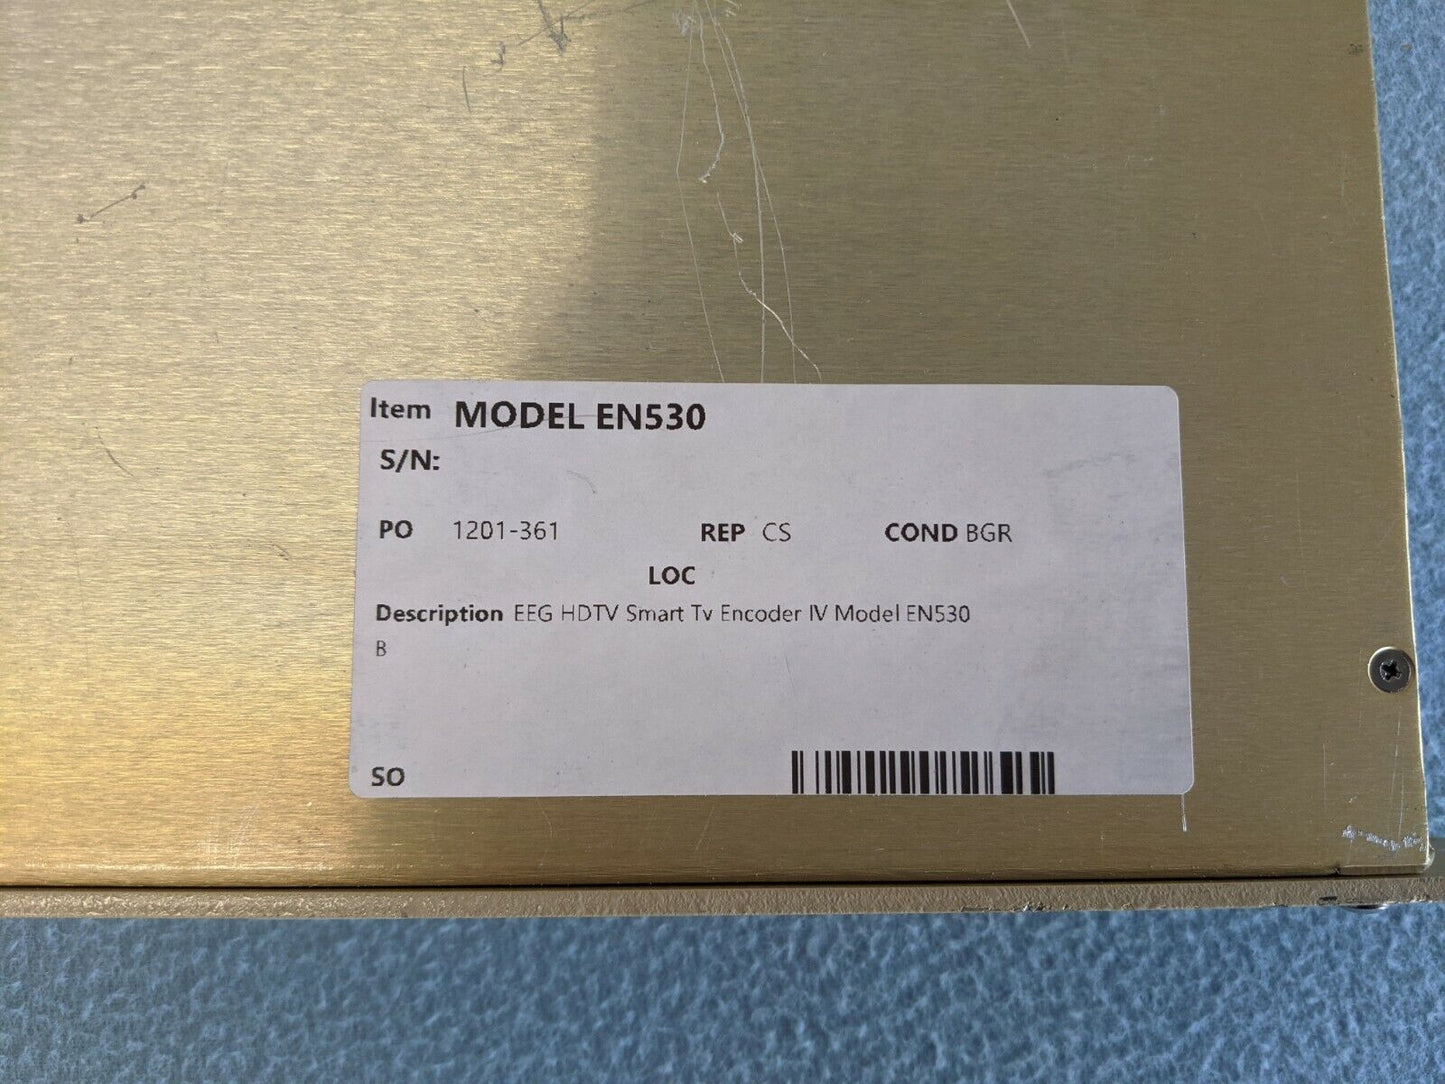 Item MODEL EN530
S/N:
PO 1201-361 REP CS COND BGR
LOC
Description EEG HDTV Smart Tv Encoder IV Model EN530
B
SO